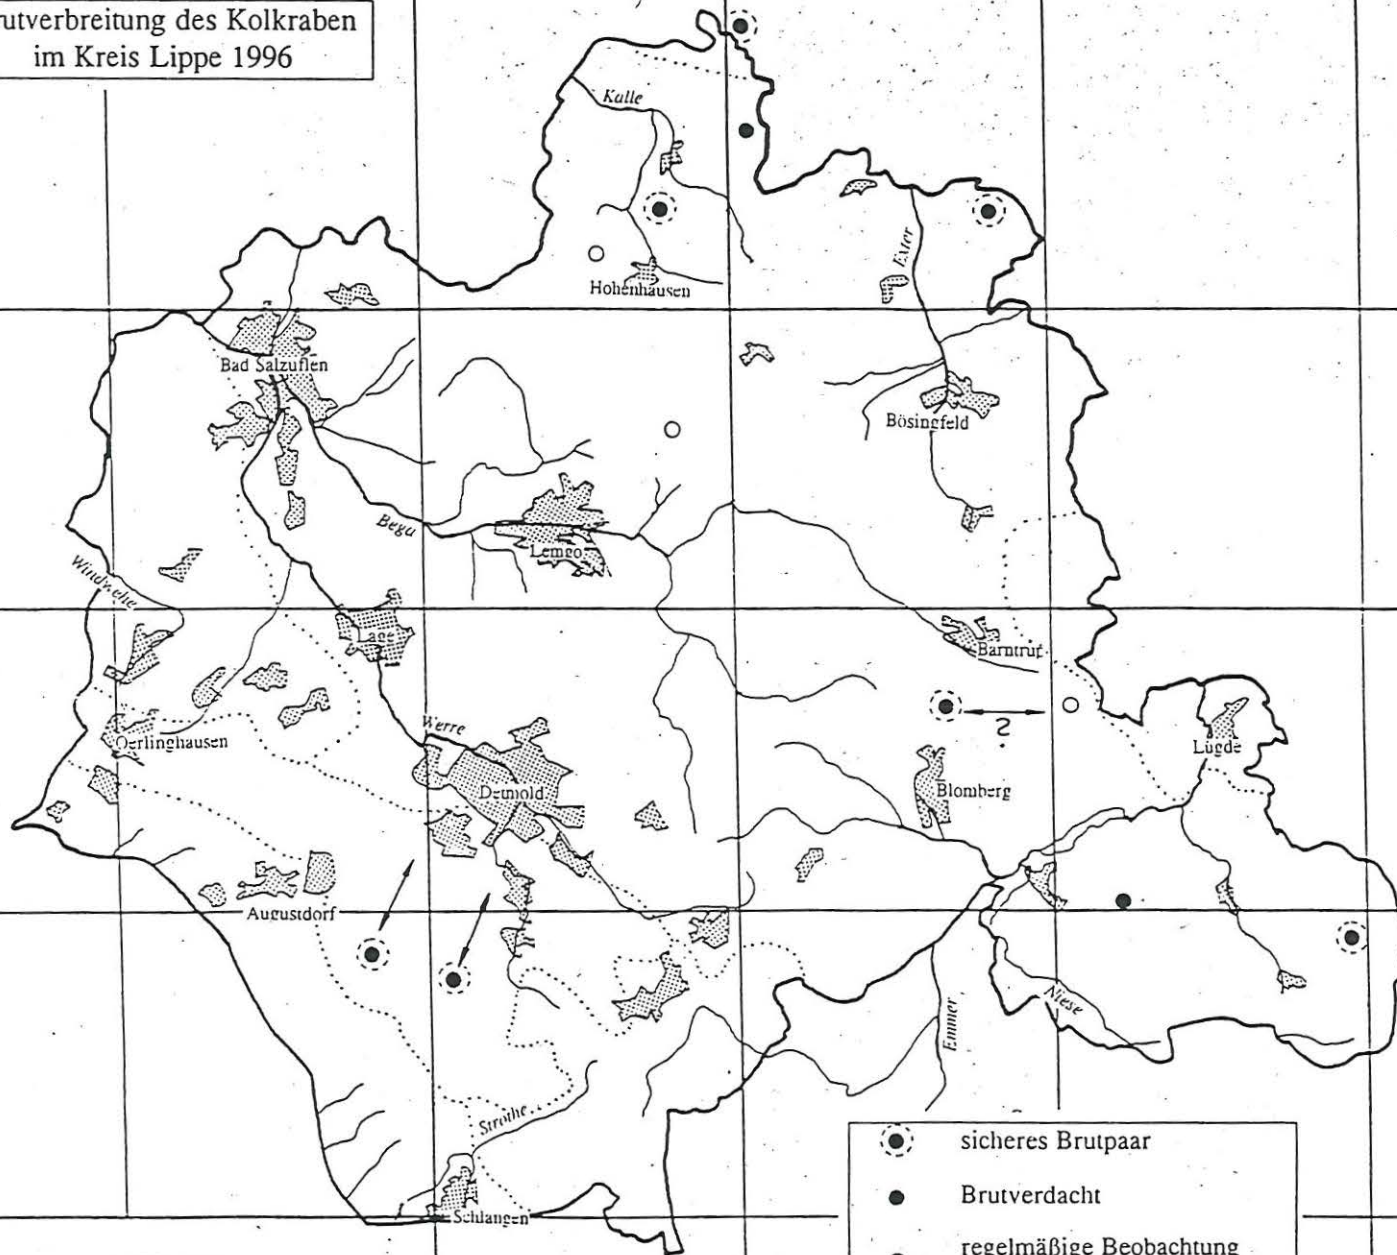 rutverbreitung des Kolkraben
im Kreis Lippe 1996
Kalle
Exter
Hohenhausen
Bad Salzuflen
Bösingfeld
Bega
Lemgo
Windwehe
Lage
Barntrup
Werre
Oerlinghausen
?
Lügde
Detmold
Blomberg
Augustdorf
Niese
Emmer
Strothe
Schlangen
sicheres Brutpaar
Brutverdacht
regelmäßige Beobachtung